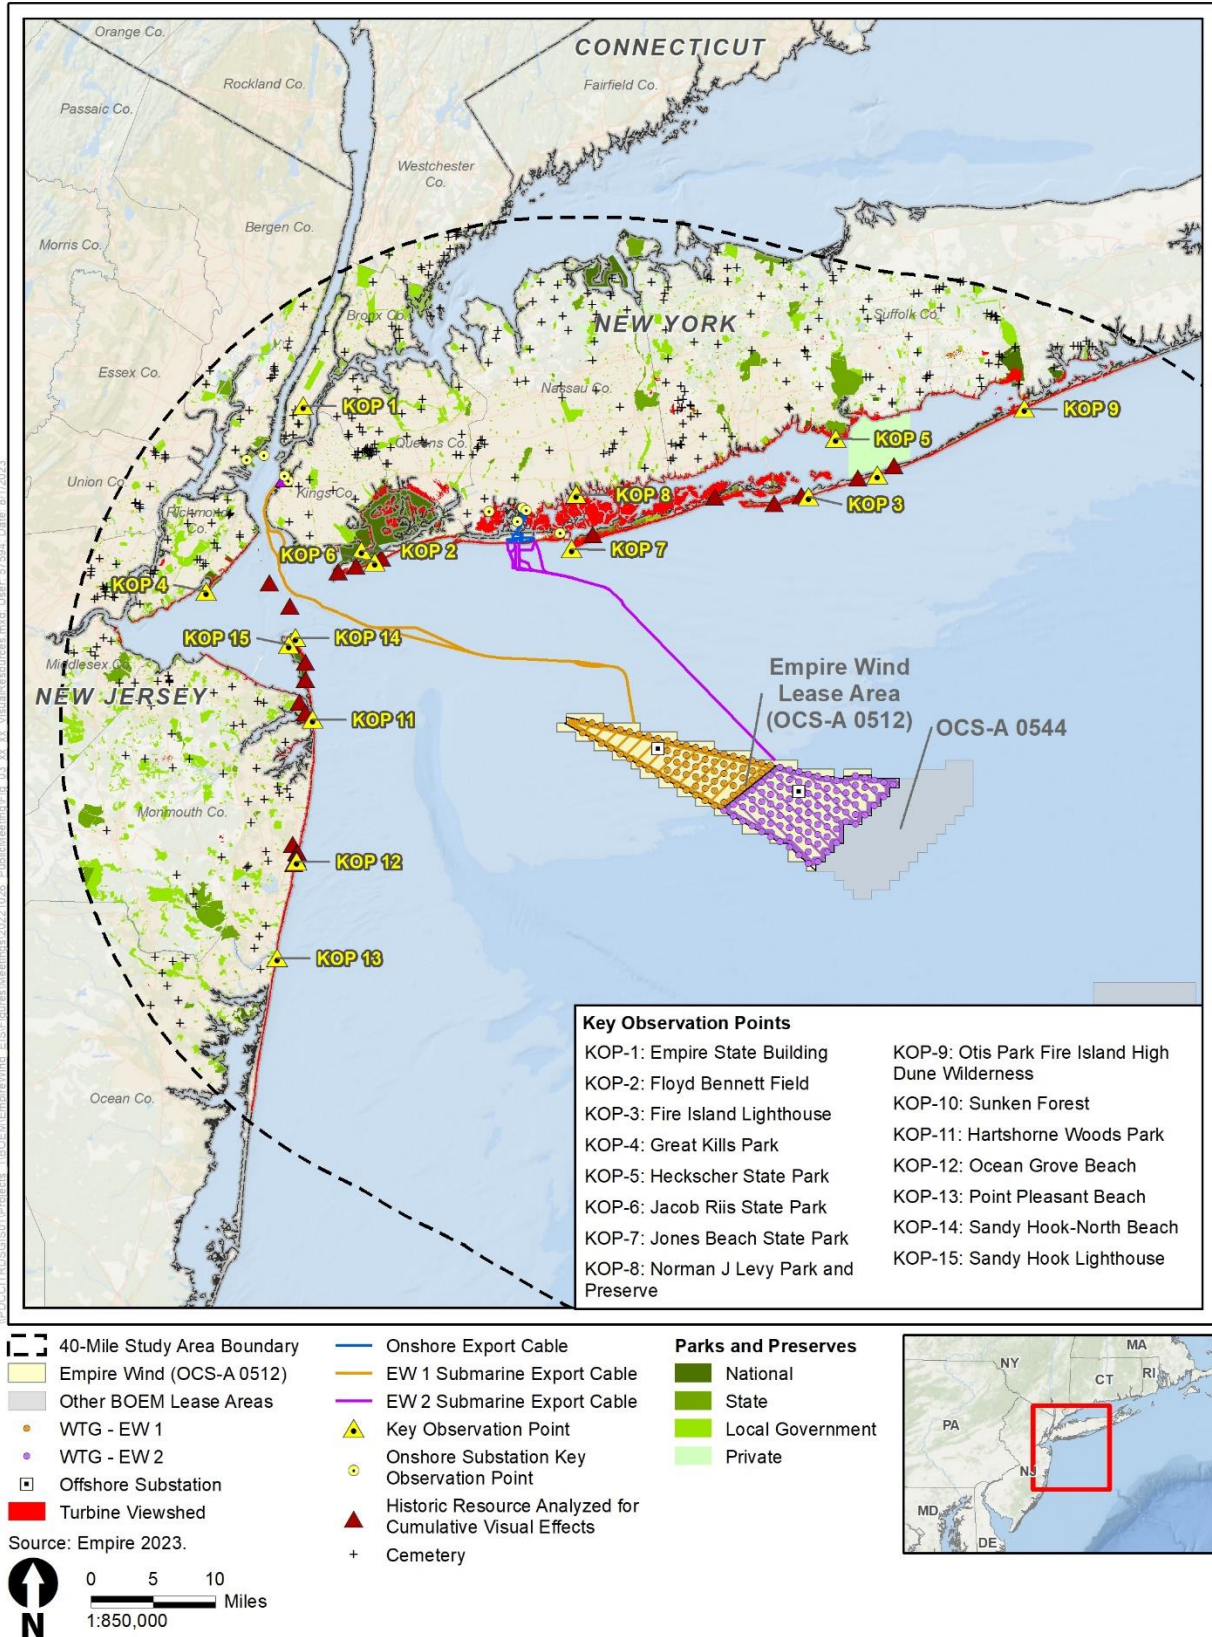 CONNECTICUT
Orange Co.
Rockland Co.
Fairfield Co.
Passaic Co.
Westchester
Co.
Bergen Co.
Morris Co.
Bronx Co.
NEW YORK
Suffolk Co.
Essex Co.
Nassau Co.
KOP 1
KOP 9
Queens Co.
KOP 5
Union Co.
Kings Co.
KOP 8
KOP 3
Richmond
Co.
KOP 6
KOP 2
KOP 7
KOP 4
KOP 15
KOP 14
Middlesex Co.
NEW JERSEY
Empire Wind
Lease Area
(OCS-A 0512)
KOP 11
OCS-A 0544
Monmouth Co.
KOP 12
KOP 13
Ocean Co.
Key Observation Points
KOP-1: Empire State Building
KOP-2: Floyd Bennett Field
KOP-3: Fire Island Lighthouse
KOP-4: Great Kills Park
KOP-5: Heckscher State Park
KOP-6: Jacob Riis State Park
KOP-7: Jones Beach State Park
KOP-8: Norman J Levy Park and
Preserve
KOP-9: Otis Park Fire Island High
Dune Wilderness
KOP-10: Sunken Forest
KOP-11: Hartshorne Woods Park
KOP-12: Ocean Grove Beach
KOP-13: Point Pleasant Beach
KOP-14: Sandy Hook-North Beach
KOP-15: Sandy Hook Lighthouse
40-Mile Study Area Boundary
Empire Wind (OCS-A 0512)
Other BOEM Lease Areas
WTG - EW 1
WTG - EW 2
Offshore Substation
Turbine Viewshed
Source: Empire 2023.
N
0 5 10
Miles
1:850,000
Onshore Export Cable
EW 1 Submarine Export Cable
EW 2 Submarine Export Cable
Key Observation Point
Onshore Substation Key
Observation Point
Historic Resource Analyzed for
Cumulative Visual Effects
Cemetery
Parks and Preserves
National
State
Local Government
Private
MA
NY
CT
RI
PA
NJ
MD
DE